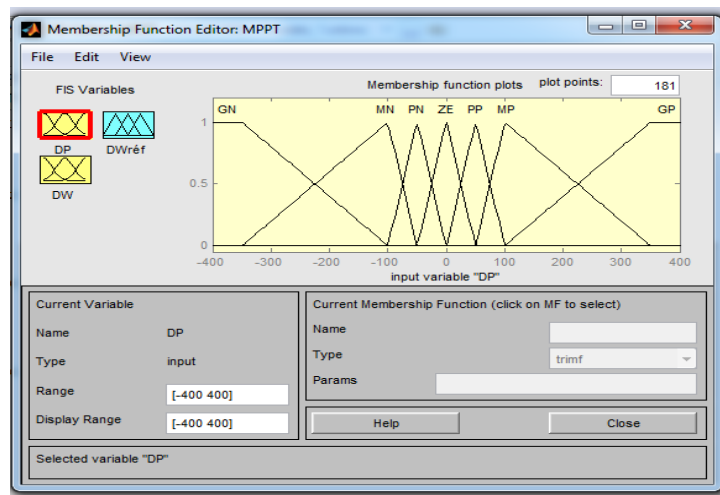 Membership Function Editor: MPPT
File Edit View
FIS Variables
DP
DWréf
DW
Membership function plots
plot points:
181
GN MN PN ZE PP MP GP
1
0.5
0
-400 -300 -200 -100 0 100 200 300 400
input variable "DP"
Current Variable
Name DP
Type input
Range [-400 400]
Display Range [-400 400]
Current Membership Function (click on MF to select)
Name
Type trimf
Params
Help
Close
Selected variable "DP"